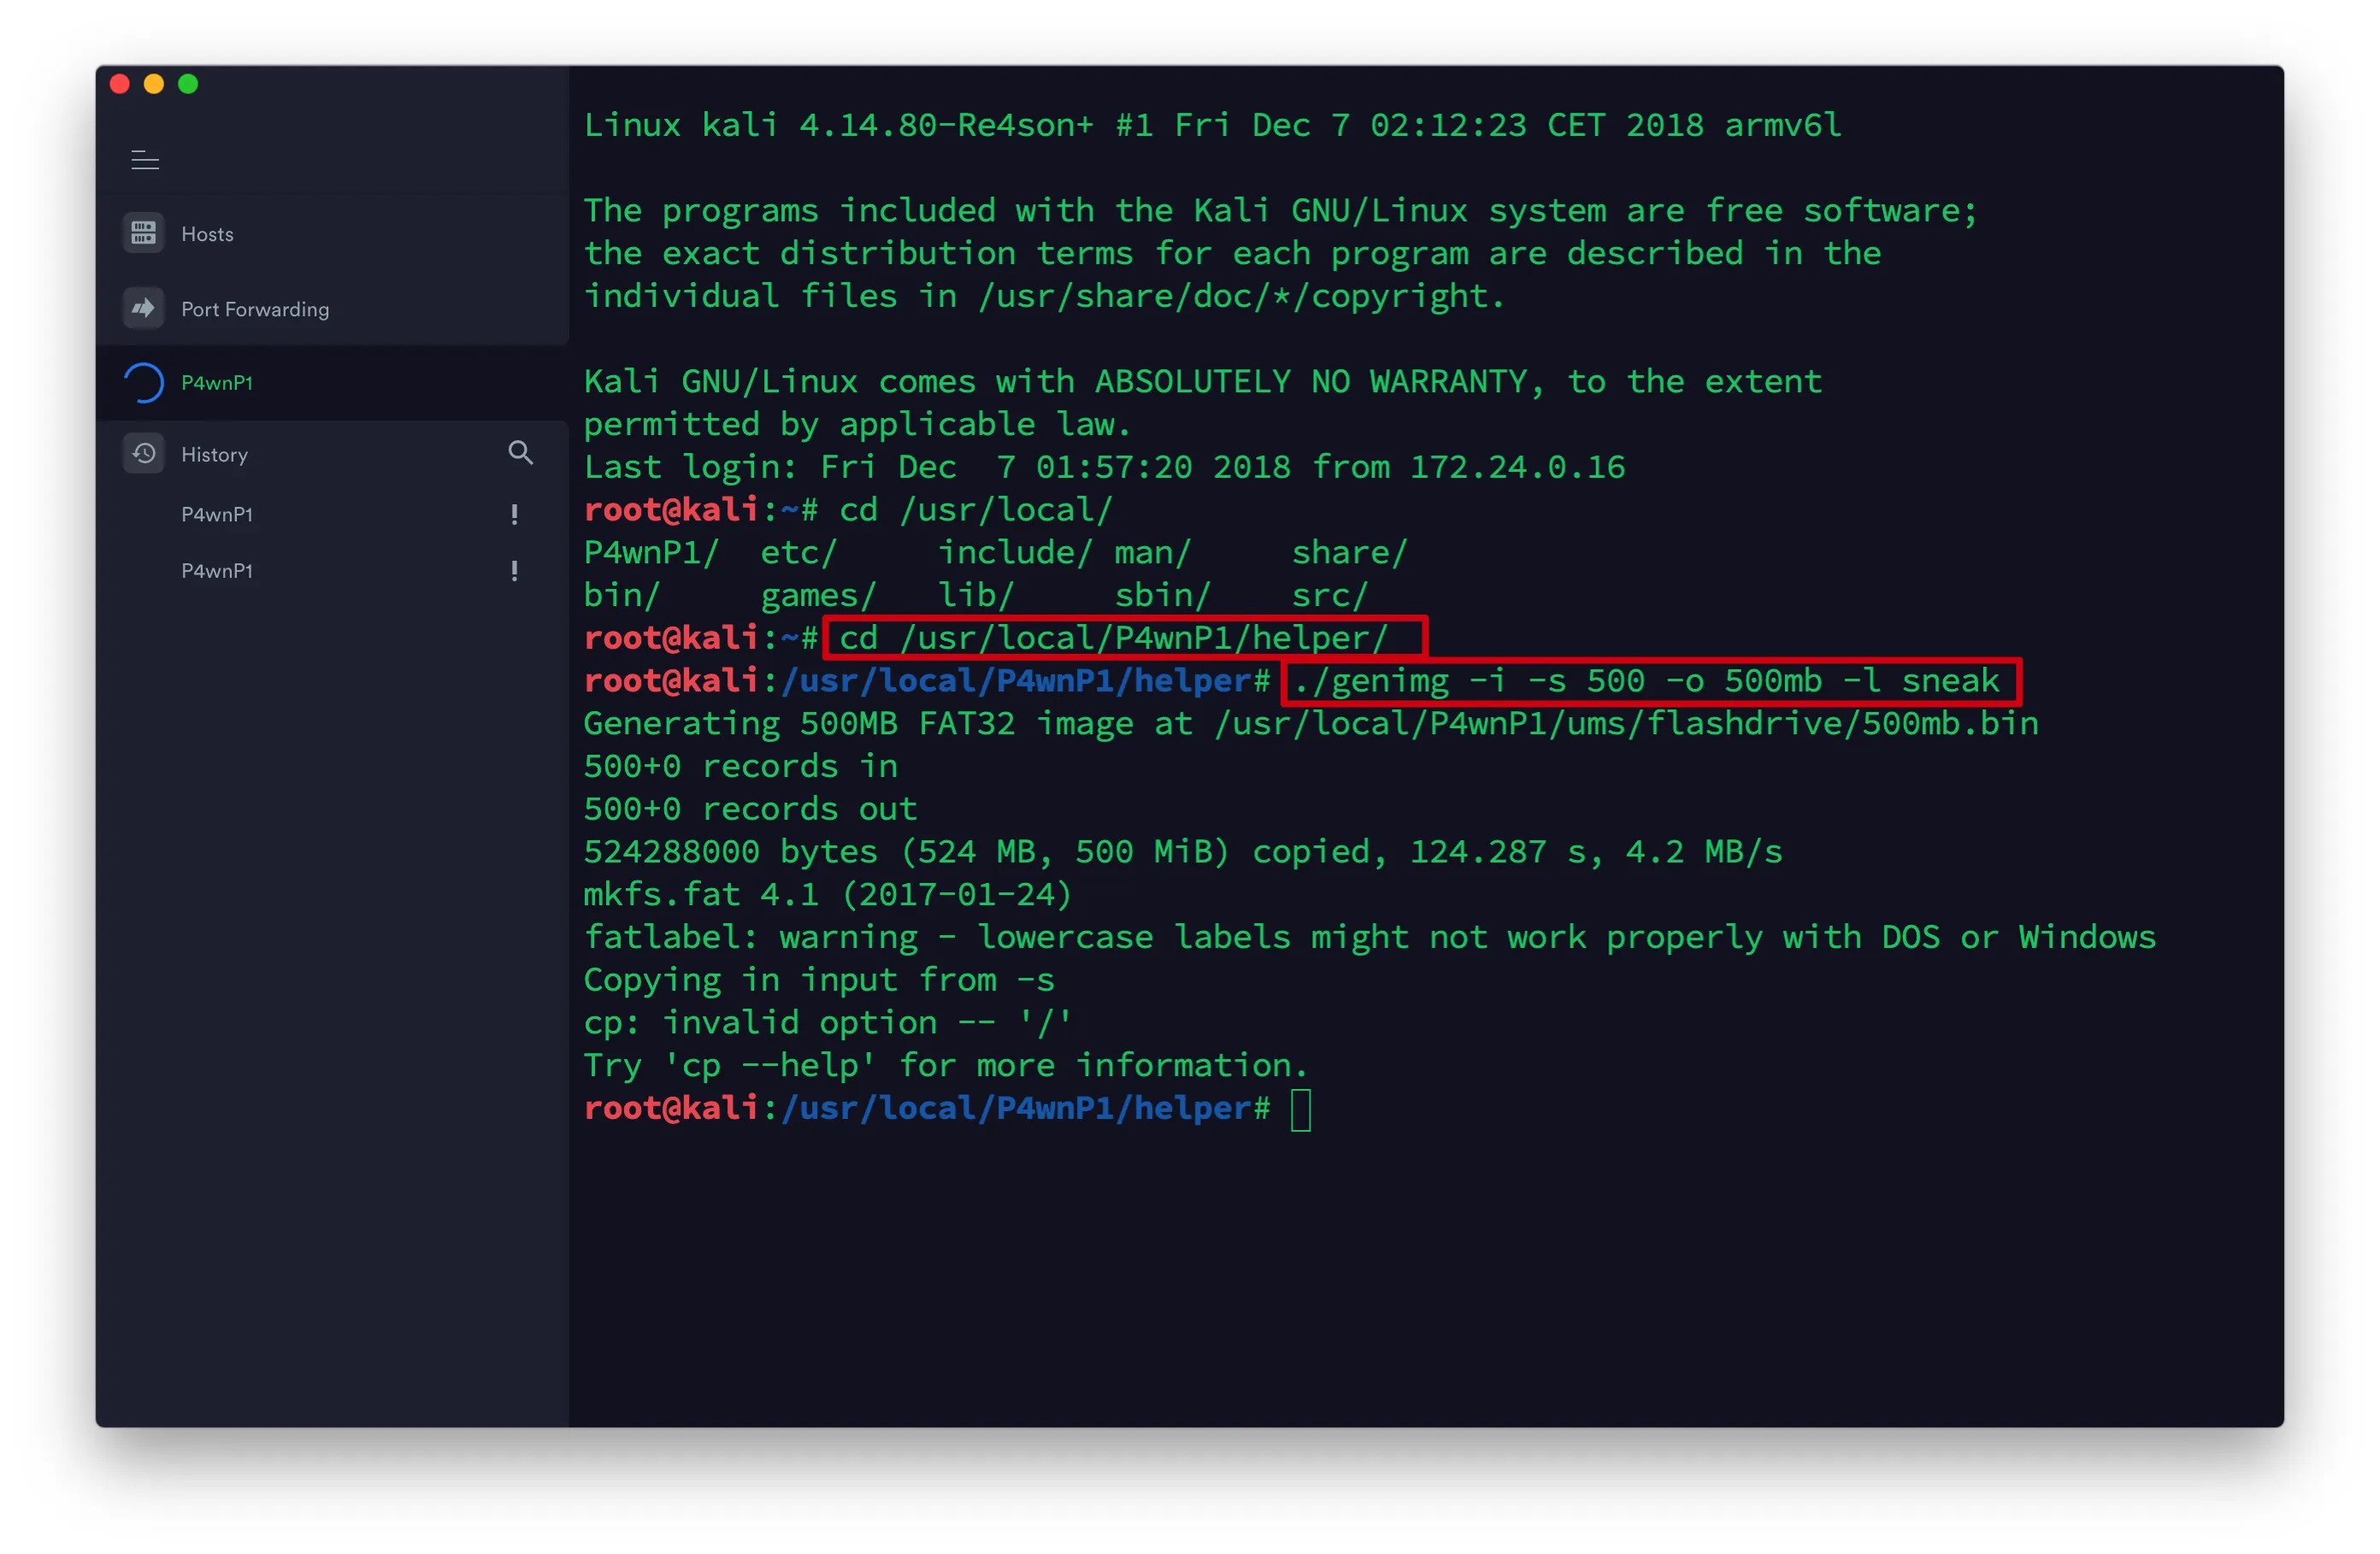 Hosts
Port Forwarding
P4wnP1
History
P4wnP1 !
P4wnP1 !
Linux kali 4.14.80-Re4son+ #1 Fri Dec 7 02:12:23 CET 2018 armv6l
The programs included with the Kali GNU/Linux system are free software;
the exact distribution terms for each program are described in the
individual files in /usr/share/doc/*/copyright.
Kali GNU/Linux comes with ABSOLUTELY NO WARRANTY, to the extent
permitted by applicable law.
Last login: Fri Dec  7 01:57:20 2018 from 172.24.0.16
root@kali:~# cd /usr/local/
P4wnP1/  etc/     include/ man/     share/
bin/     games/   lib/     sbin/    src/
root@kali:~# cd /usr/local/P4wnP1/helper/
root@kali:/usr/local/P4wnP1/helper# ./genimg -i -s 500 -o 500mb -l sneak
Generating 500MB FAT32 image at /usr/local/P4wnP1/ums/flashdrive/500mb.bin
500+0 records in
500+0 records out
524288000 bytes (524 MB, 500 MiB) copied, 124.287 s, 4.2 MB/s
mkfs.fat 4.1 (2017-01-24)
fatlabel: warning - lowercase labels might not work properly with DOS or Windows
Copying in input from -s
cp: invalid option -- '/'
Try 'cp --help' for more information.
root@kali:/usr/local/P4wnP1/helper#